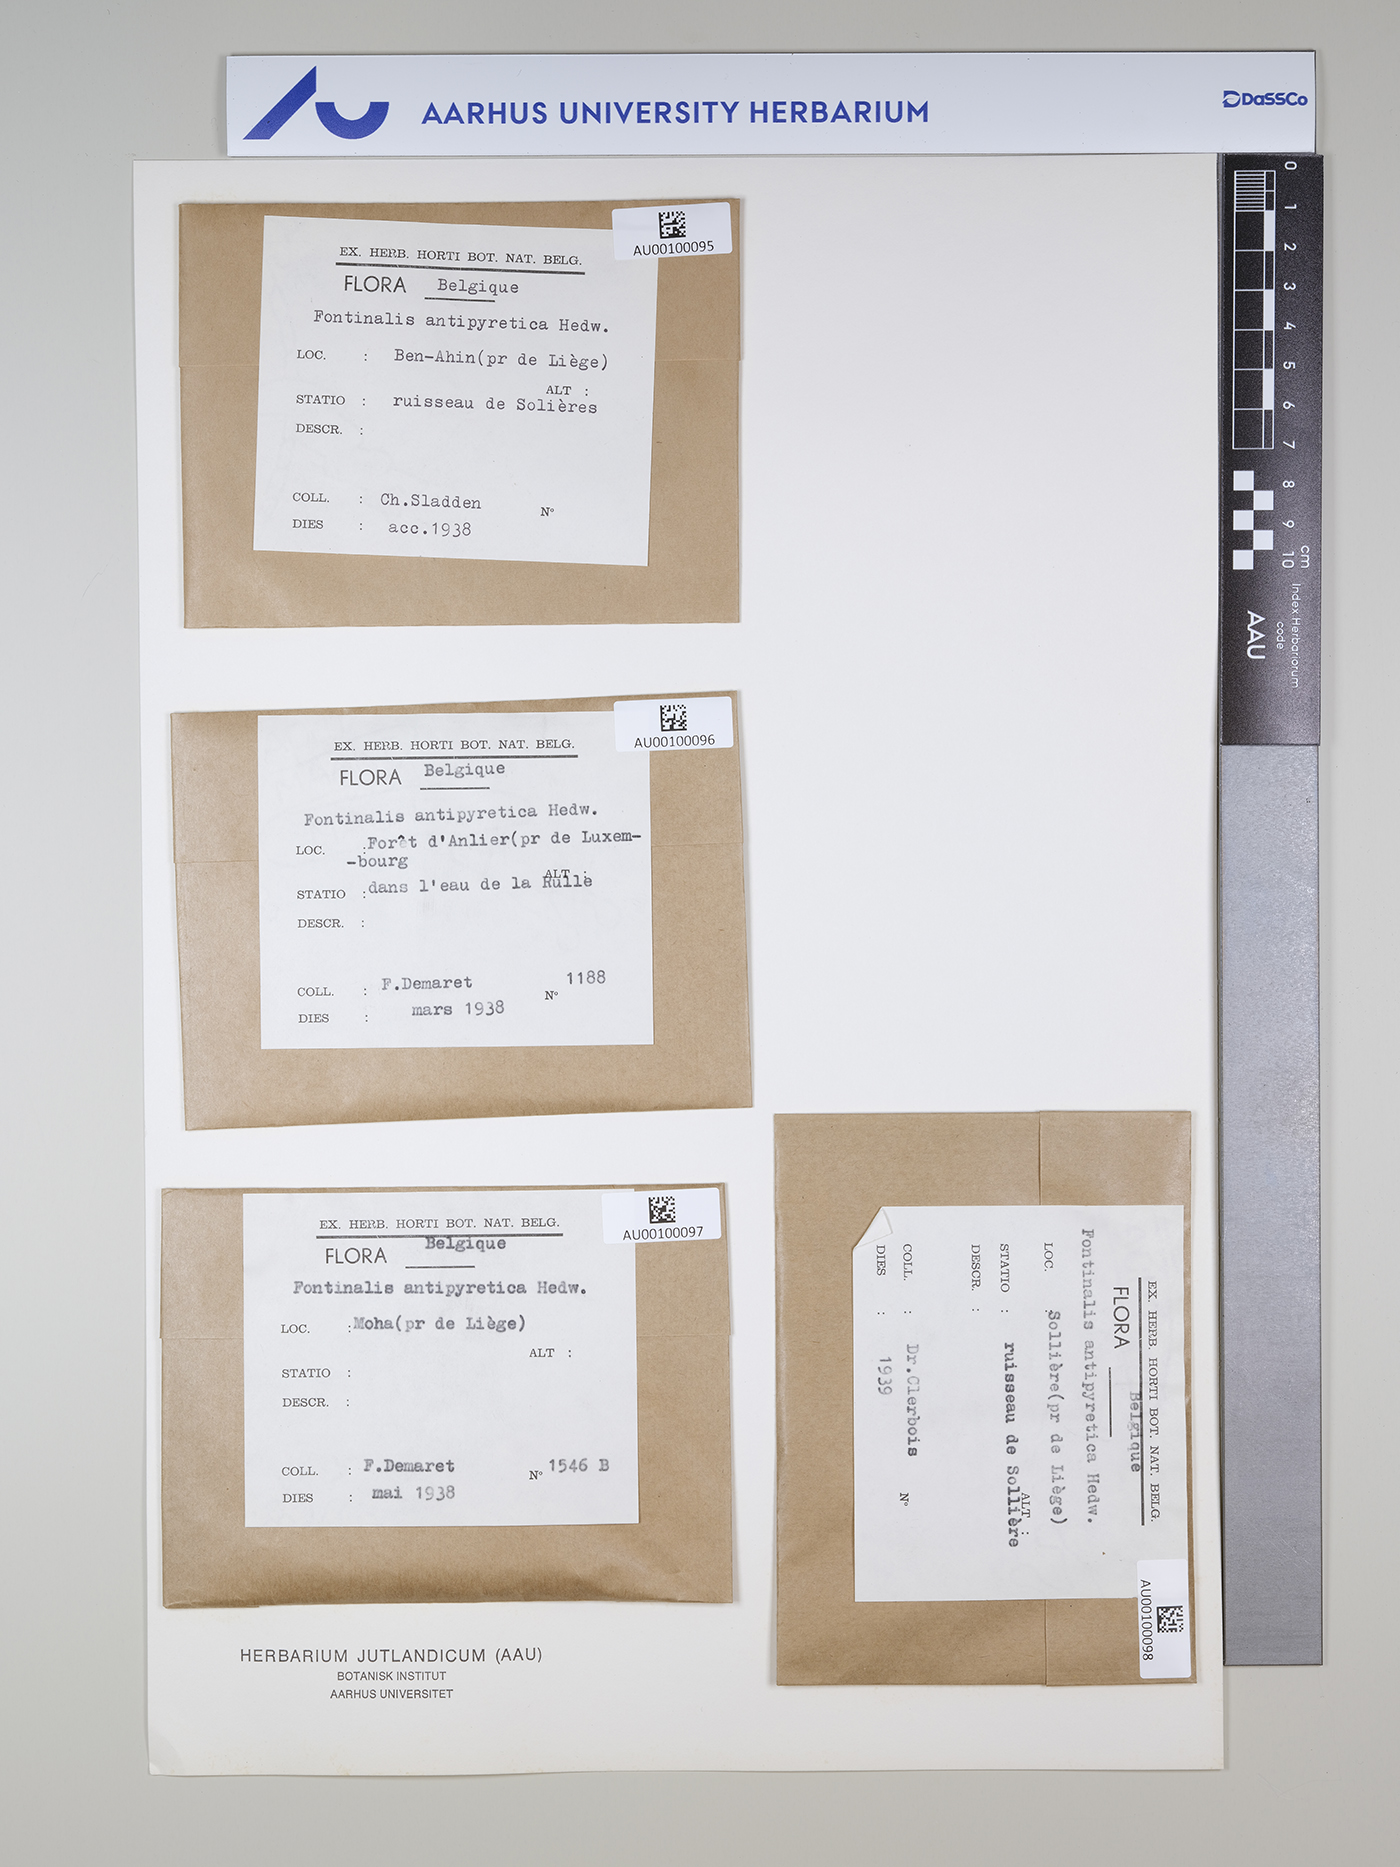 AARHUS UNIVERSITY HERBARIUM
DaSSCo
0 1 2 3 4 5 6 7 8 9 10
cm
Index Herbariorum
code
AAU
AU00100095
EX. HERB. HORTI BOT. NAT. BELG.
FLORA Belgique
Fontinalis antipyretica Hedw.
LOC. : Ben-Ahin(pr de Liège)
ALT :
STATIO : ruisseau de Solières
DESCR. :
COLL. : Ch.Sladden
N°
DIES : acc.1938
AU00100096
EX. HERB. HORTI BOT. NAT. BELG.
FLORA Belgique
Fontinalis antipyretica Hedw.
LOC. :Forêt d'Anlier(pr de Luxem-
-bourg
ALT :
STATIO :dans l'eau de la Rulle
DESCR. :
COLL. : F.Demaret N° 1188
DIES : mars 1938
AU00100097
EX. HERB. HORTI BOT. NAT. BELG.
FLORA Belgique
Fontinalis antipyretica Hedw.
LOC. :Moha(pr de Liège)
ALT :
STATIO :
DESCR. :
COLL. : F.Demaret N° 1546 B
DIES : mai 1938
AU00100098
EX. HERB. HORTI BOT. NAT. BELG.
FLORA Belgique
Fontinalis antipyretica Hedw.
LOC. :Sollière(pr de Liège)
ALT :
STATIO : ruisseau de Sollière
DESCR. :
COLL. : Dr.Clerbois N°
DIES : 1939
HERBARIUM JUTLANDICUM (AAU)
BOTANISK INSTITUT
AARHUS UNIVERSITET